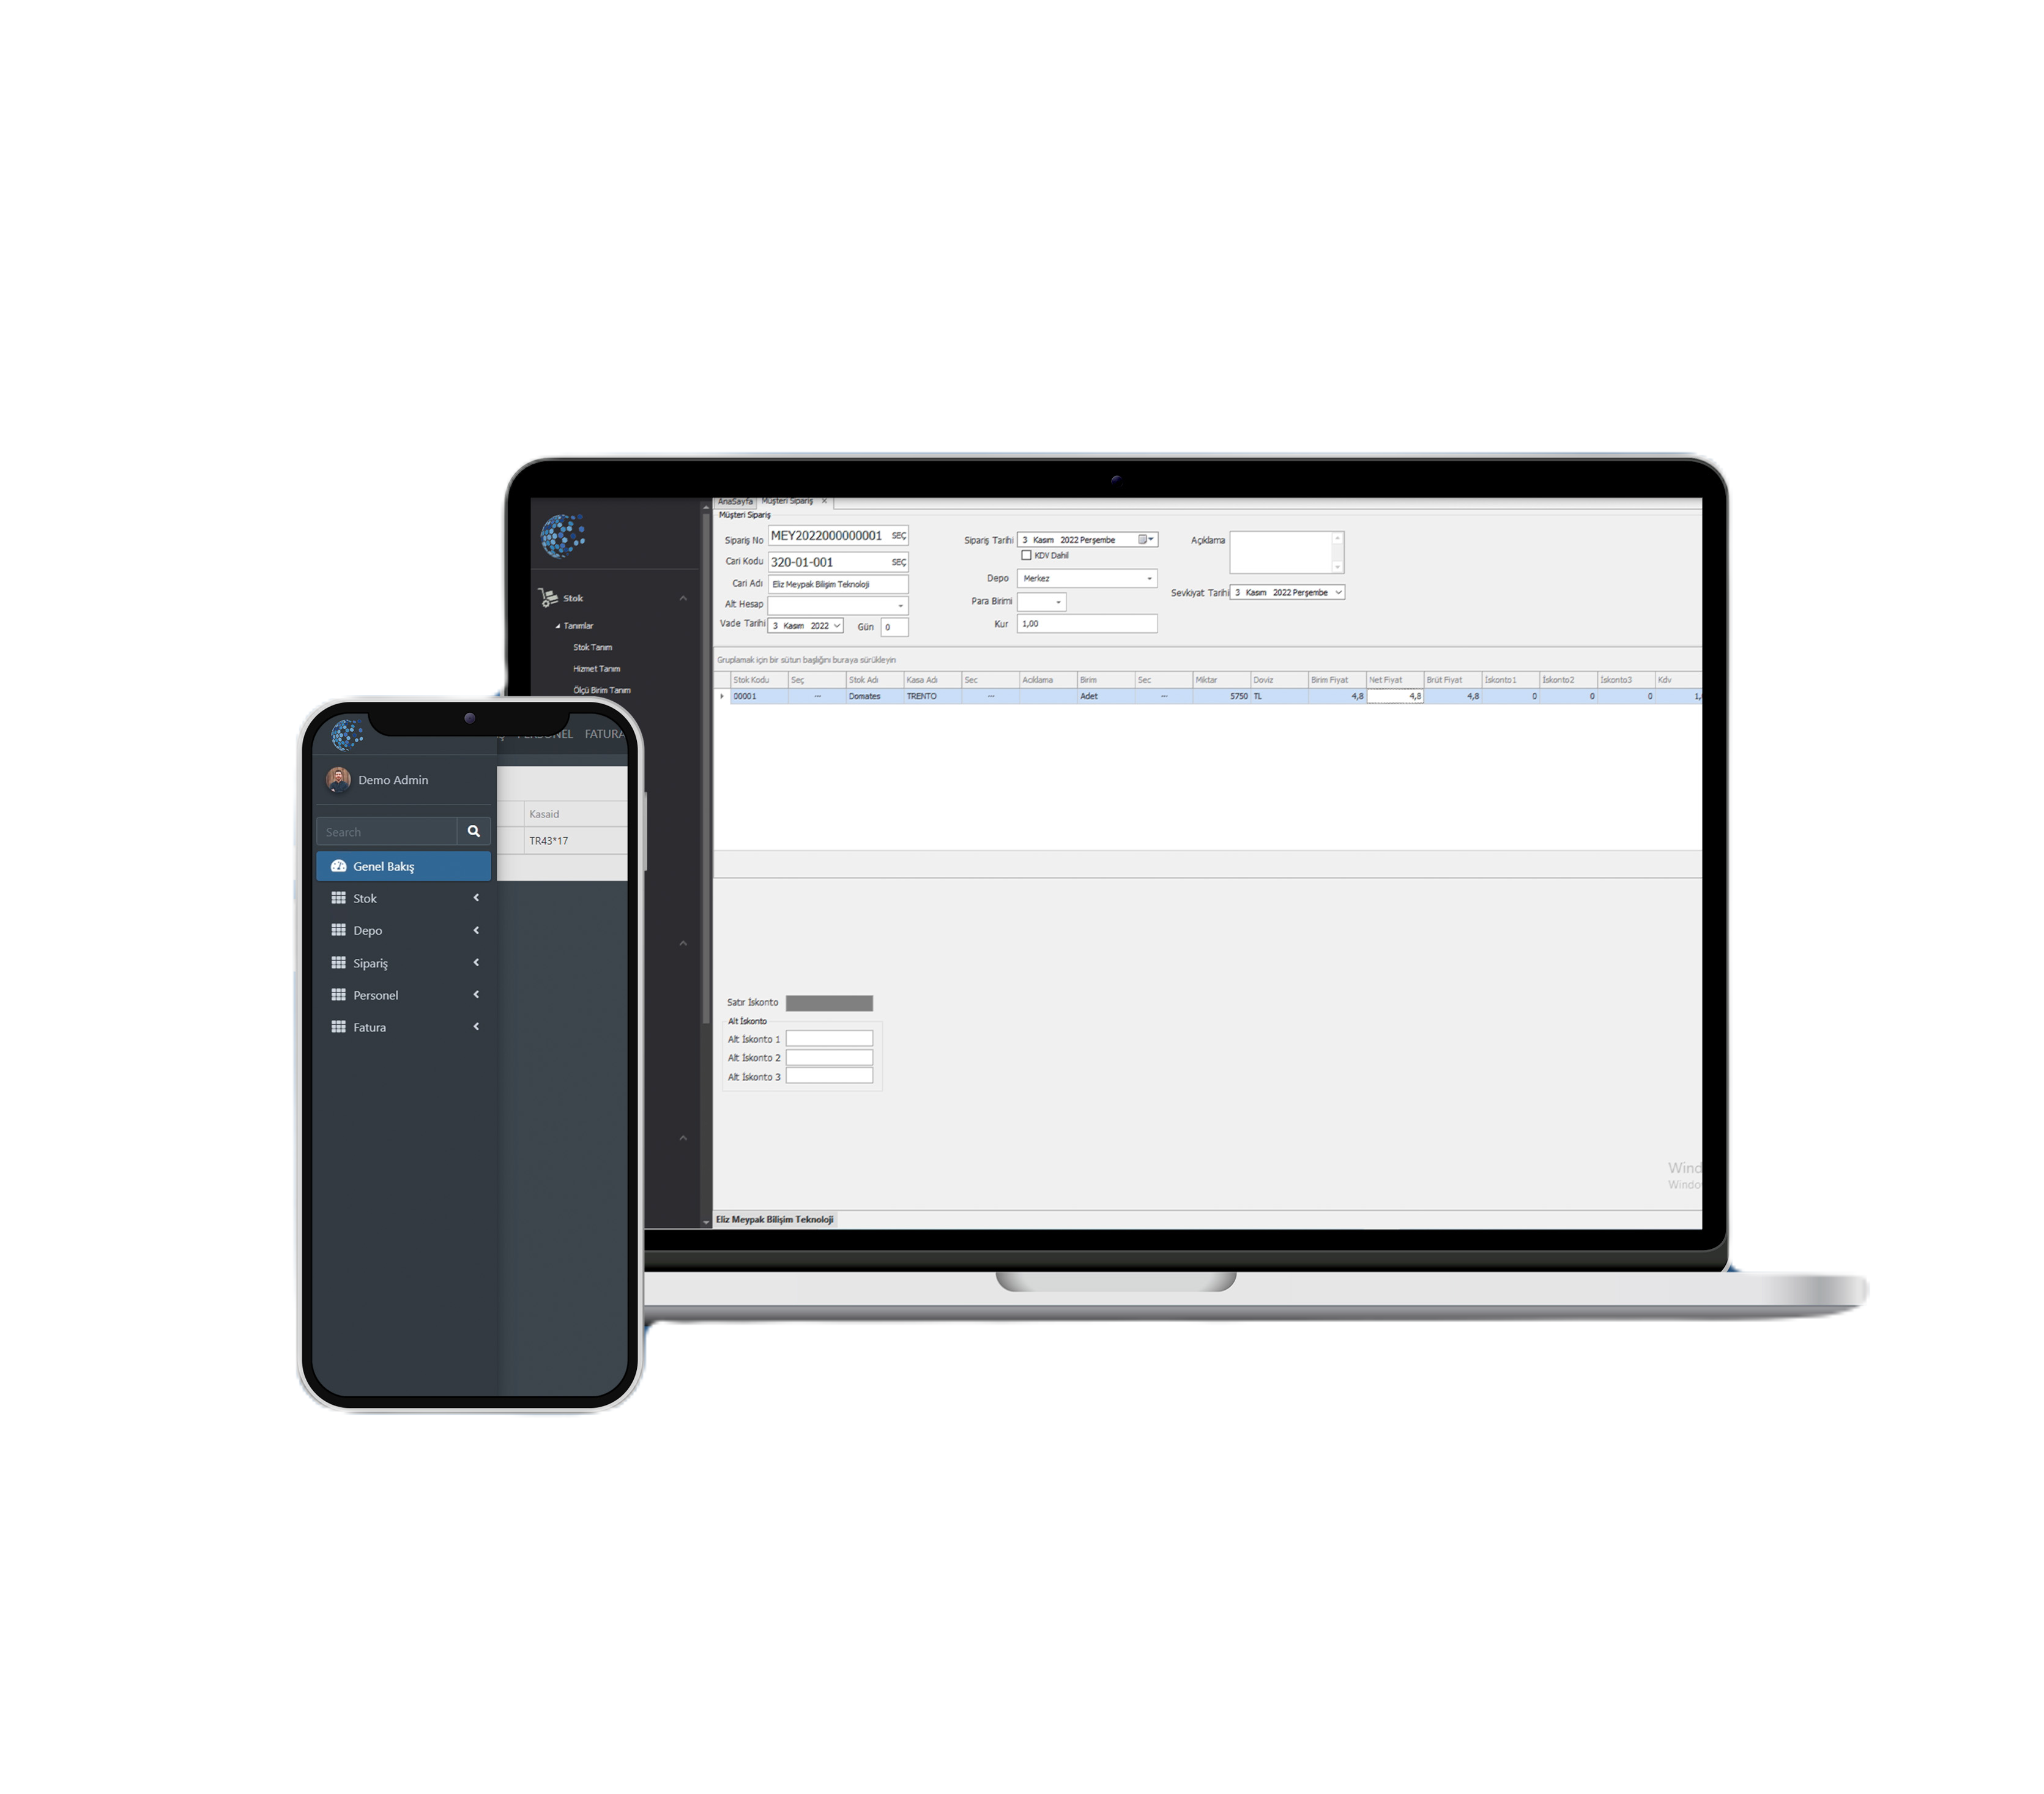 AnaSayfa Müşteri Sipariş ×
Müşteri Sipariş
Sipariş No MEY2022000000001 SEÇ
Cari Kodu 320-01-001 SEÇ
Cari Adı Eliz Meypak Bilişim Teknoloji
Alt Hesap
Vade Tarihi 3 Kasım 2022 Gün 0
Sipariş Tarihi 3 Kasım 2022 Perşembe
KDV Dahil
Depo Merkez
Para Birimi
Kur 1,00
Açıklama
Sevkiyat Tarihi 3 Kasım 2022 Perşembe
Stok
Tanımlar
Stok Tanım
Hizmet Tanım
Ölçü Birim Tanım
Gruplamak için bir sütun başlığını buraya sürükleyin
Stok Kodu Seç Stok Adı Kasa Adı Sec Acıklama Birim Sec Miktar Doviz Birim Fiyat Net Fiyat Brüt Fiyat İskonto1 İskonto2 İskonto3 Kdv
00001 ... Domates TRENTO ... Adet ... 5750 TL 4,8 4,8 4,8 0 0 0 1,
Satır İskonto
Alt İskonto
Alt İskonto 1
Alt İskonto 2
Alt İskonto 3
Wind
Windo
Eliz Meypak Bilişim Teknoloji
FATURA
Demo Admin
Search
Kasaid
TR43*17
Genel Bakış
Stok
Depo
Sipariş
Personel
Fatura